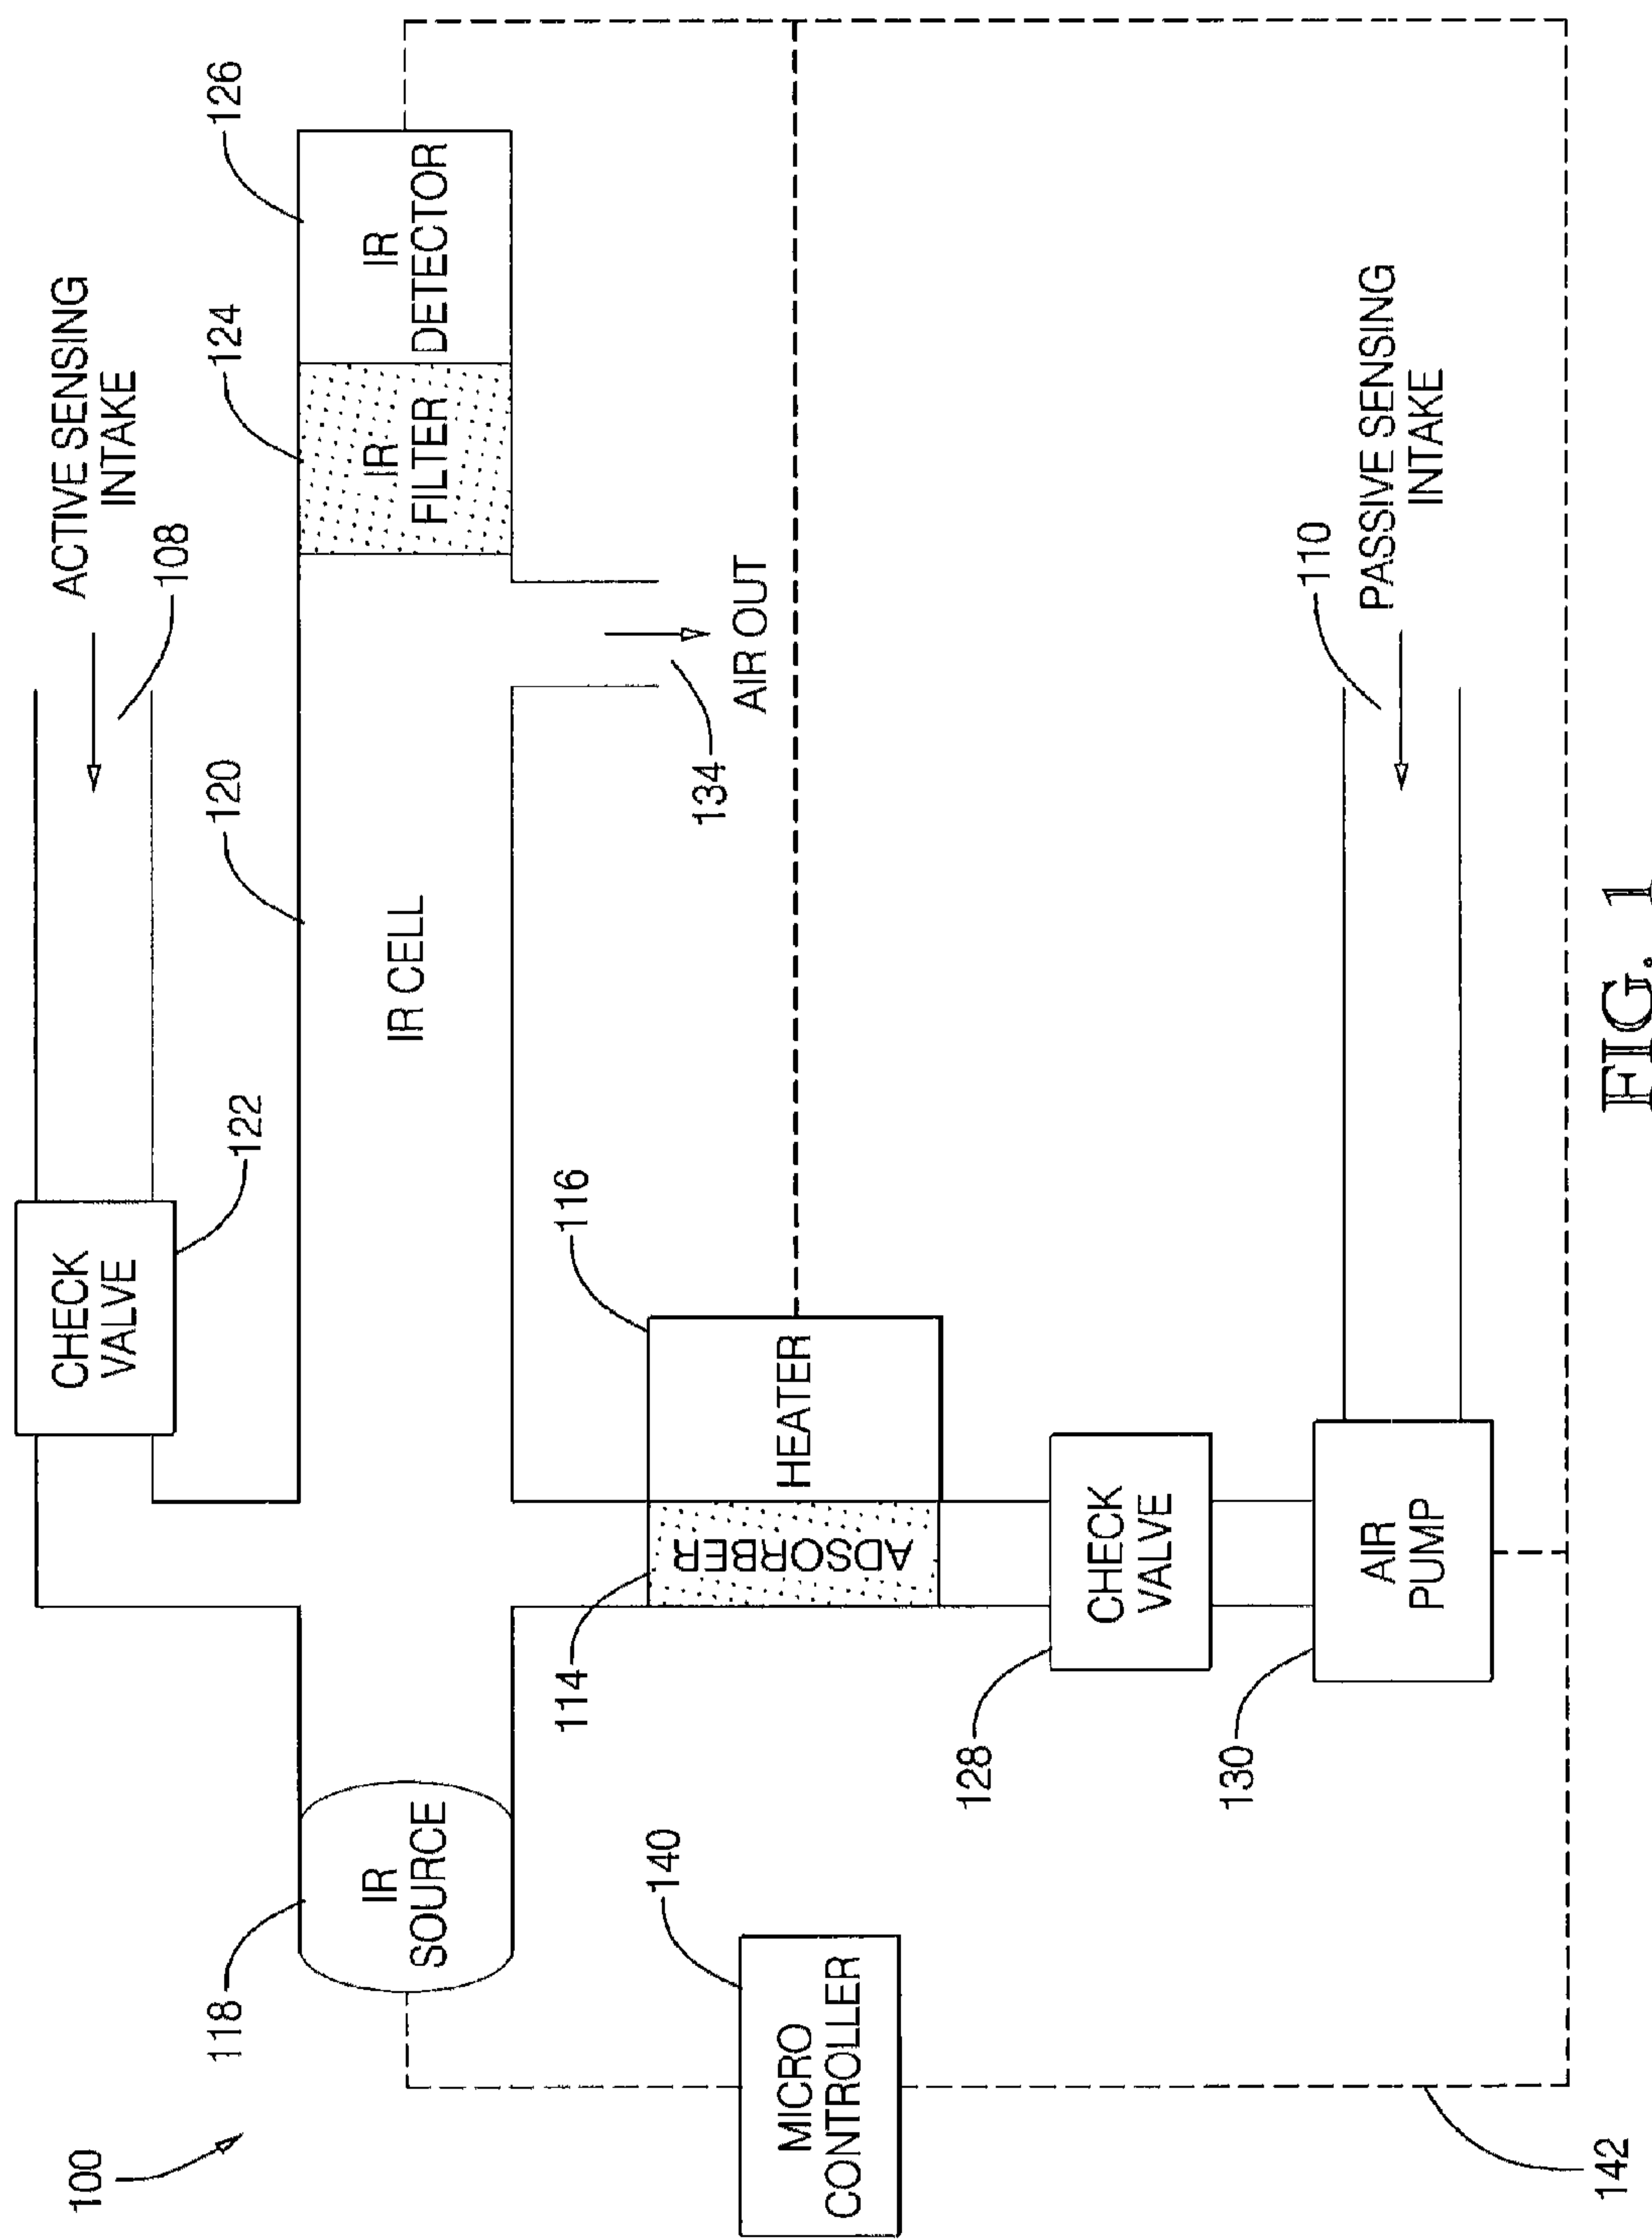 100
ACTIVE SENSING
INTAKE
108
CHECK
VALVE
122
118
IR
SOURCE
120
IR CELL
124
IR
FILTER
126
IR
DETECTOR
134
AIR OUT
114
ADSORBER
116
HEATER
140
MICRO
CONTROLLER
128
CHECK
VALVE
130
AIR
PUMP
110
PASSIVE SENSING
INTAKE
142
FIG. 1